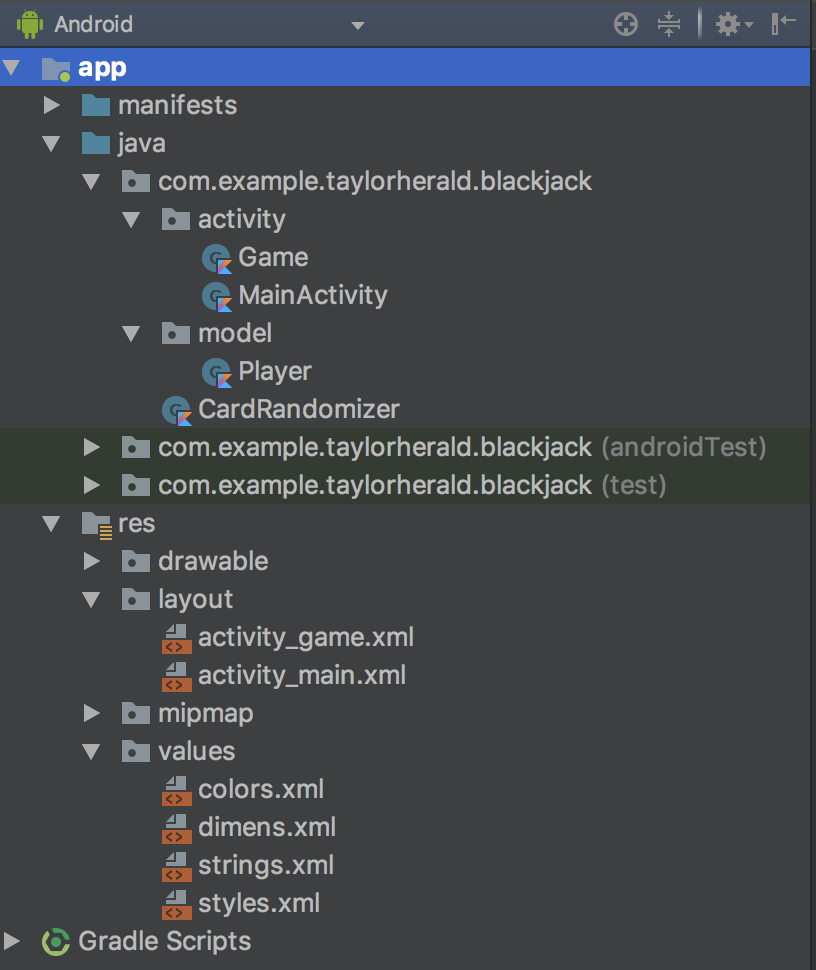 Android
app
manifests
java
com.example.taylorherald.blackjack
activity
Game
MainActivity
model
Player
CardRandomizer
com.example.taylorherald.blackjack (androidTest)
com.example.taylorherald.blackjack (test)
res
drawable
layout
activity_game.xml
activity_main.xml
mipmap
values
colors.xml
dimens.xml
strings.xml
styles.xml
Gradle Scripts